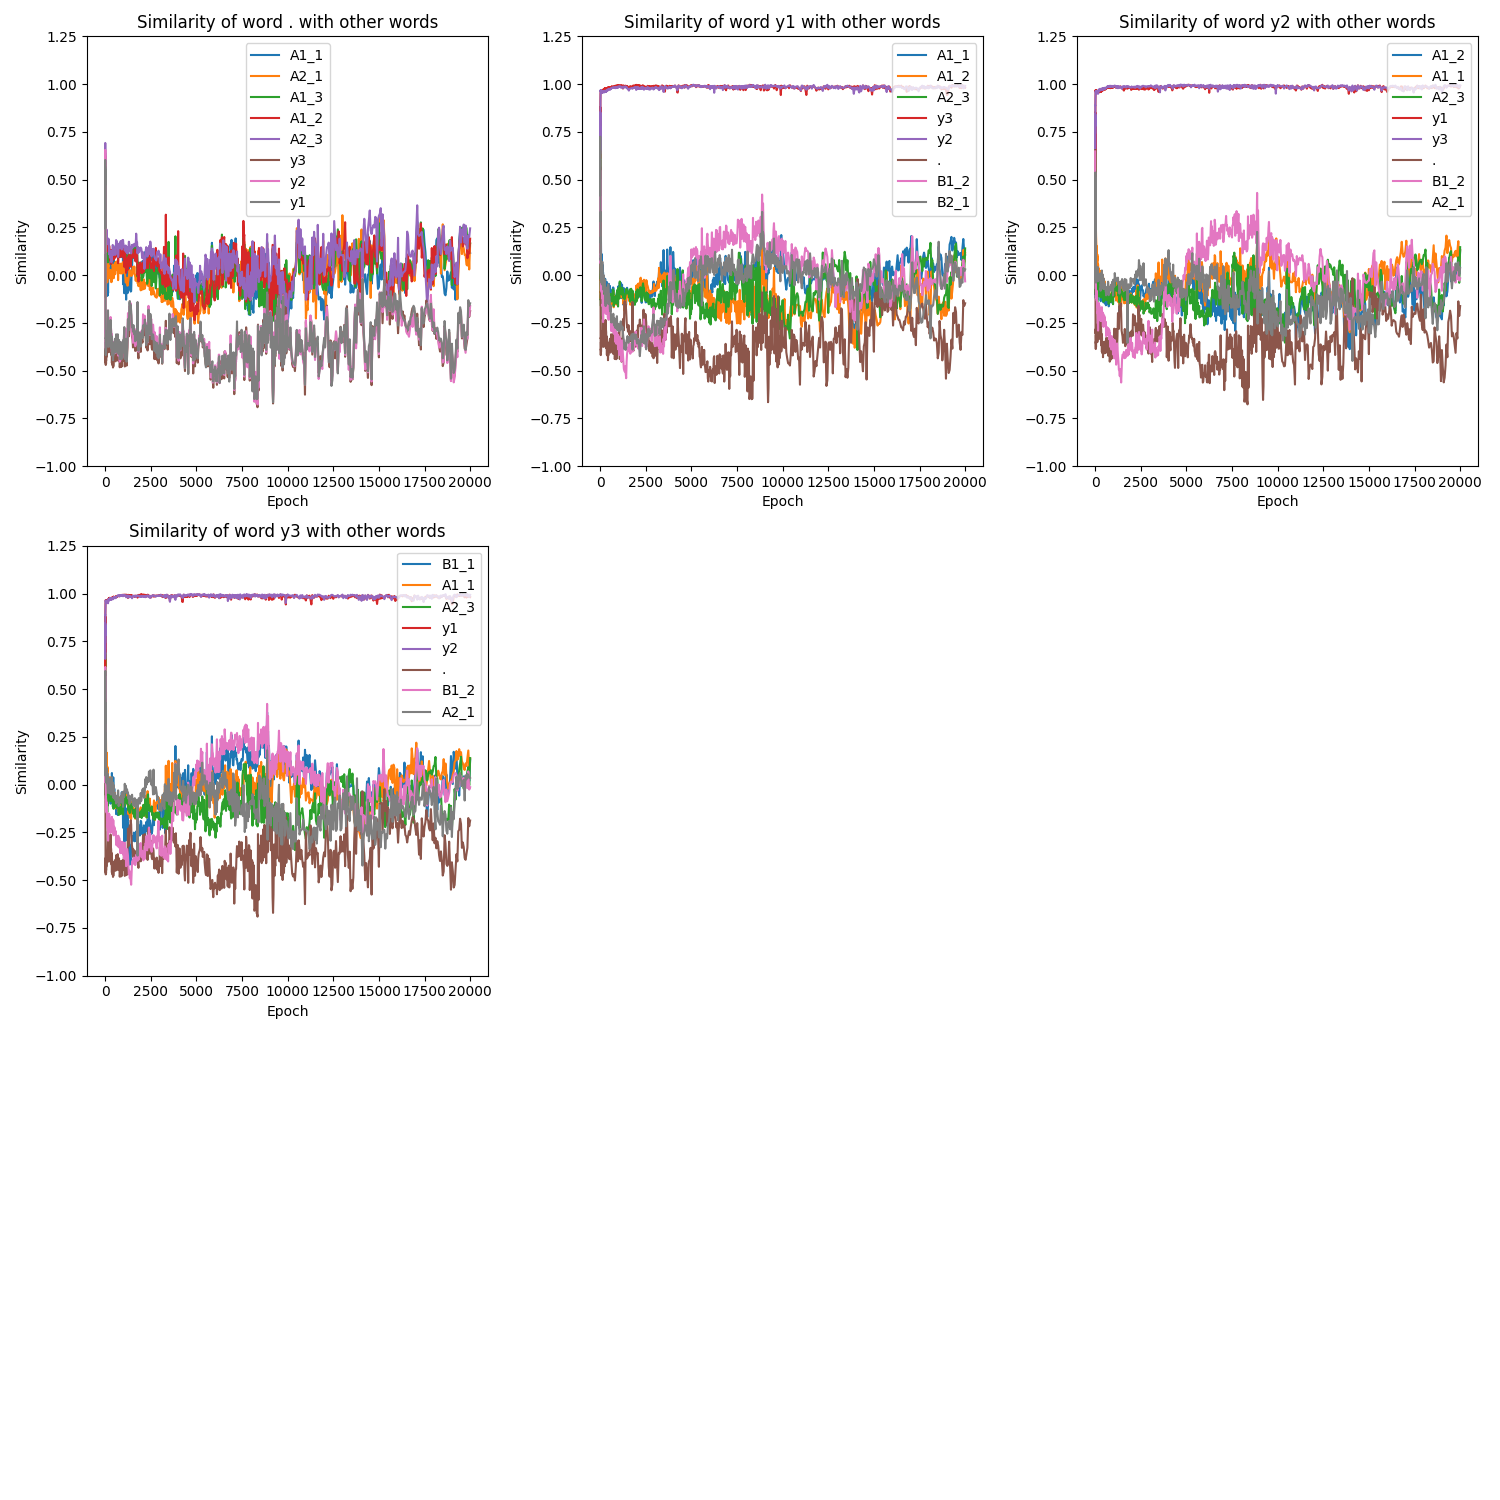 Similarity of word . with other words
1.25
1.00
0.75
0.50
0.25
0.00
−0.25
−0.50
−0.75
−1.00
Similarity
A1_1
A2_1
A1_3
A1_2
A2_3
y3
y2
y1
0 2500 5000 7500 10000 12500 15000 17500 20000
Epoch
Similarity of word y1 with other words
1.25
1.00
0.75
0.50
0.25
0.00
−0.25
−0.50
−0.75
−1.00
Similarity
A1_1
A1_2
A2_3
y3
y2
.
B1_2
B2_1
0 2500 5000 7500 10000 12500 15000 17500 20000
Epoch
Similarity of word y2 with other words
1.25
1.00
0.75
0.50
0.25
0.00
−0.25
−0.50
−0.75
−1.00
Similarity
A1_2
A1_1
A2_3
y1
y3
.
B1_2
A2_1
0 2500 5000 7500 10000 12500 15000 17500 20000
Epoch
Similarity of word y3 with other words
1.25
1.00
0.75
0.50
0.25
0.00
−0.25
−0.50
−0.75
−1.00
Similarity
B1_1
A1_1
A2_3
y1
y2
.
B1_2
A2_1
0 2500 5000 7500 10000 12500 15000 17500 20000
Epoch